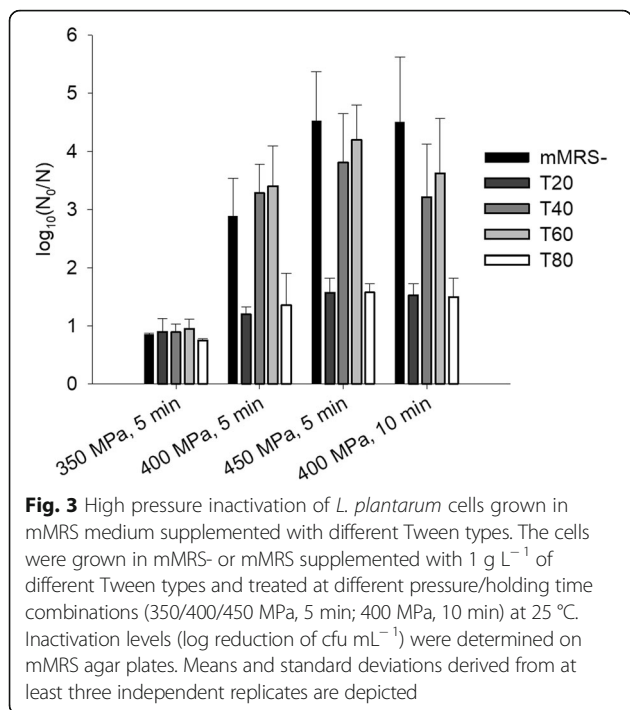 6
5
4
3
2
1
0
log10(N0/N)
mMRS-
T20
T40
T60
T80
350 MPa, 5 min
400 MPa, 5 min
450 MPa, 5 min
400 MPa, 10 min
Fig. 3 High pressure inactivation of L. plantarum cells grown in
mMRS medium supplemented with different Tween types. The cells
were grown in mMRS- or mMRS supplemented with 1 g L⁻¹ of
different Tween types and treated at different pressure/holding time
combinations (350/400/450 MPa, 5 min; 400 MPa, 10 min) at 25 °C.
Inactivation levels (log reduction of cfu mL⁻¹) were determined on
mMRS agar plates. Means and standard deviations derived from at
least three independent replicates are depicted